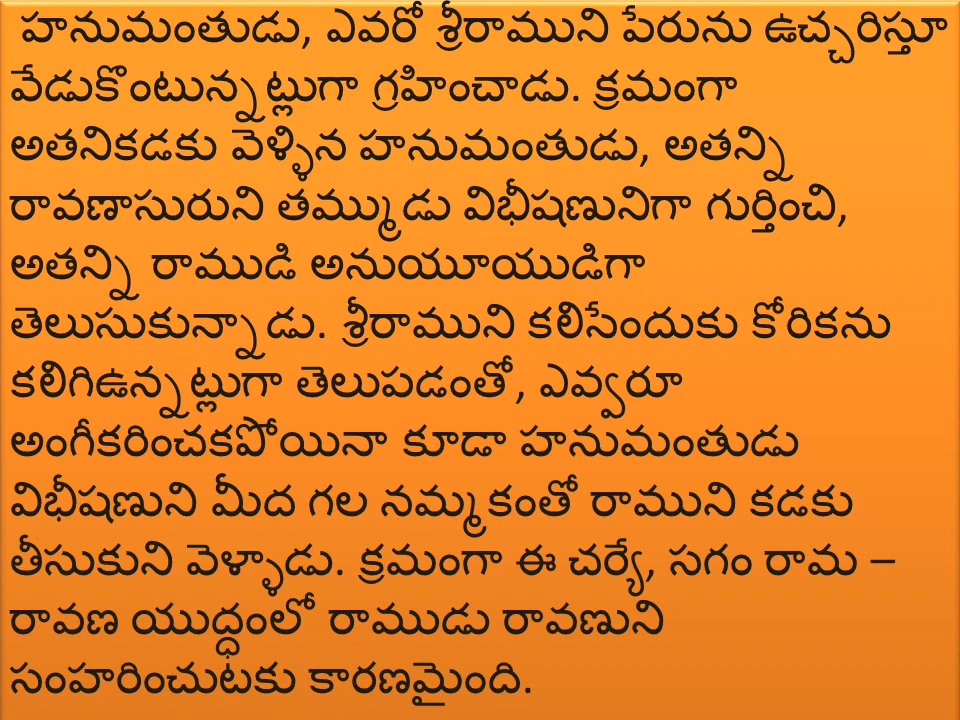 హనుమంతుడు, ఎవరో శ్రీరాముని పేరును ఉచ్చరిస్తూ
వేడుకొంటున్నట్లుగా గ్రహించాడు. క్రమంగా
అతనికడకు వెళ్ళిన హనుమంతుడు, అతన్ని
రావణాసురుని తమ్ముడు విభీషణునిగా గుర్తించి,
అతన్ని రాముడి అనుయూయుడిగా
తెలుసుకున్నాడు. శ్రీరాముని కలిసేందుకు కోరికను
కలిగిఉన్నట్లుగా తెలుపడంతో, ఎవ్వరూ
అంగీకరించకపోయినా కూడా హనుమంతుడు
విభీషణుని మీద గల నమ్మకంతో రాముని కడకు
తీసుకుని వెళ్ళాడు. క్రమంగా ఈ చర్యే, సగం రామ –
రావణ యుద్ధంలో రాముడు రావణుని
సంహరించుటకు కారణమైంది.